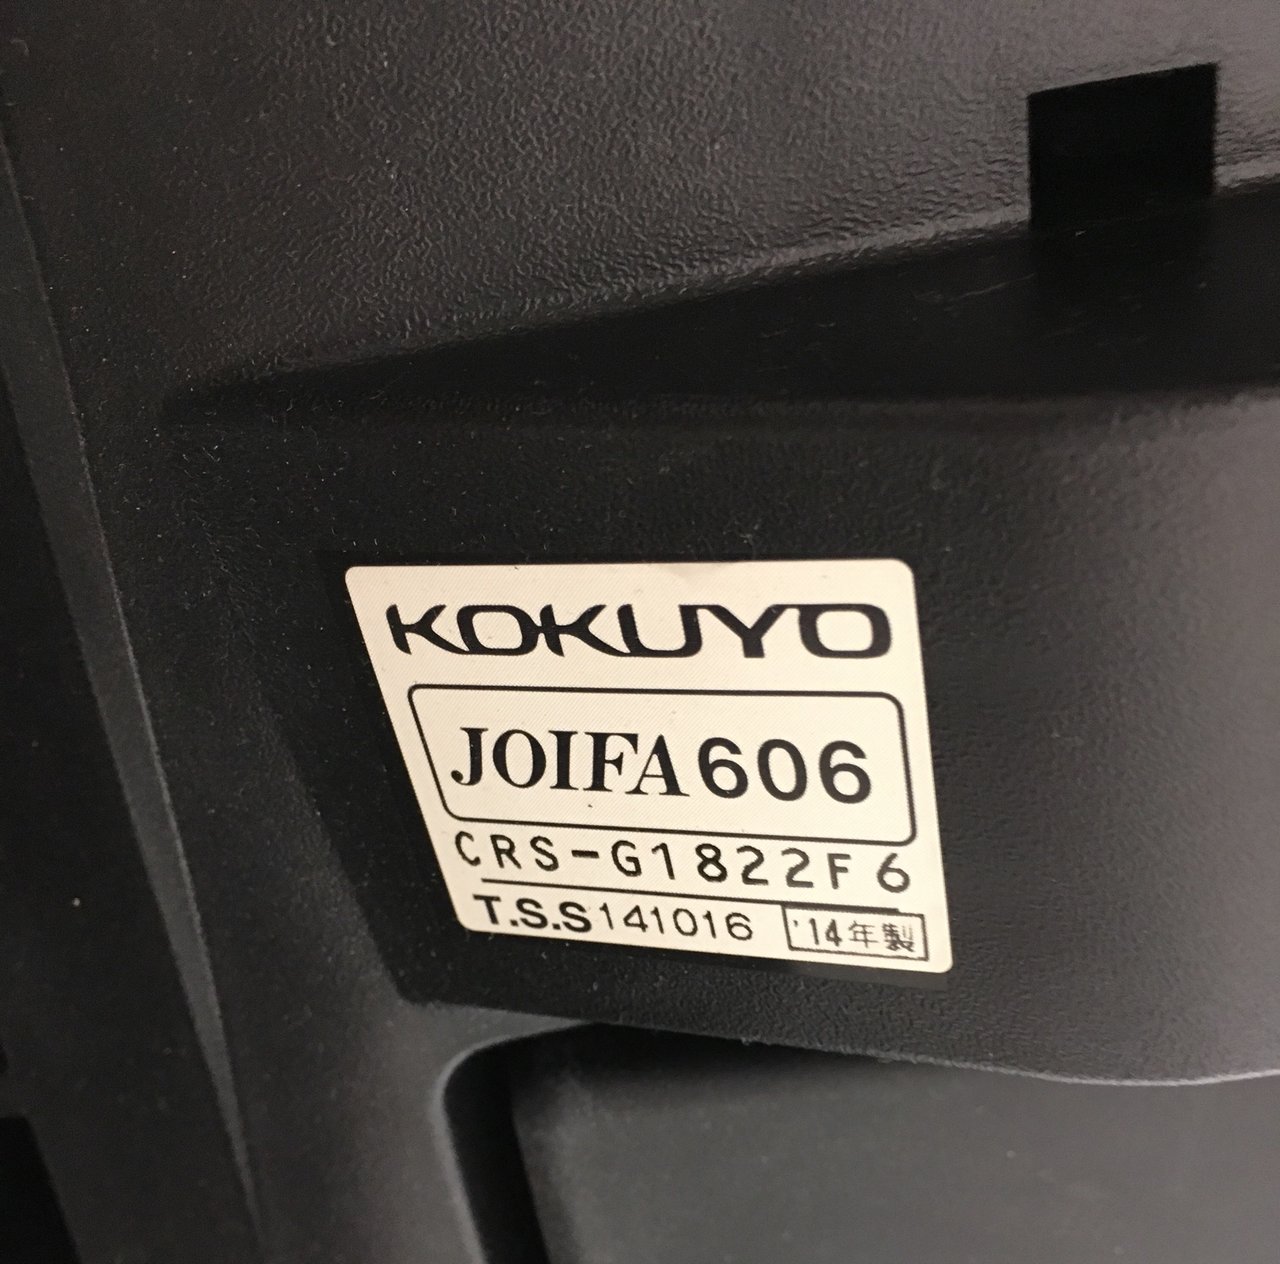 KOKUYO
JOIFA606
CRS-G1822F6
T.S.S141016 '14年製